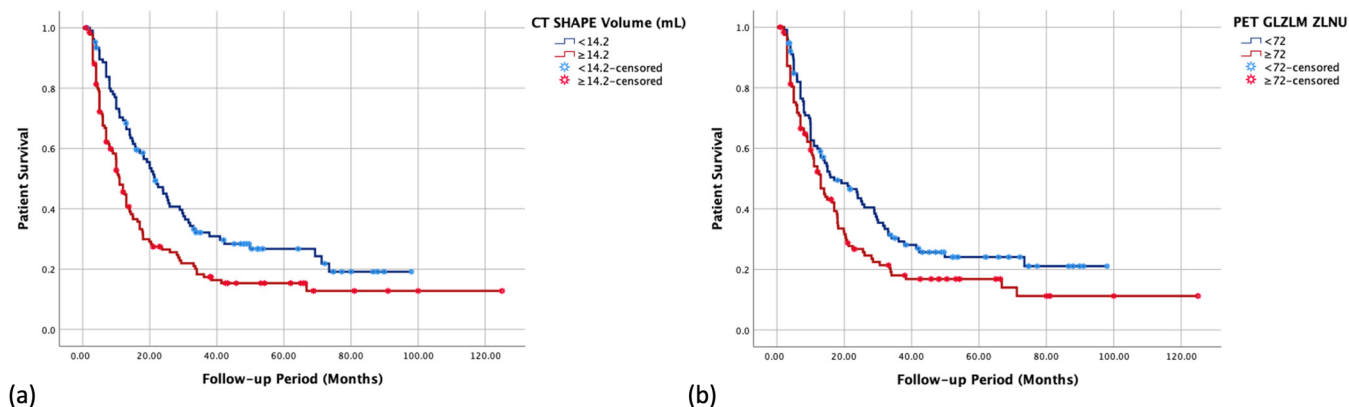 CT SHAPE Volume (mL)
<14.2
≥14.2
<14.2-censored
≥14.2-censored
1.0
0.8
0.6
0.4
0.2
0.0
Patient Survival
0.00 20.00 40.00 60.00 80.00 100.00 120.00
Follow-up Period (Months)
(a)
PET GLZLM ZLNU
<72
≥72
<72-censored
≥72-censored
1.0
0.8
0.6
0.4
0.2
0.0
Patient Survival
0.00 20.00 40.00 60.00 80.00 100.00 120.00
Follow-up Period (Months)
(b)